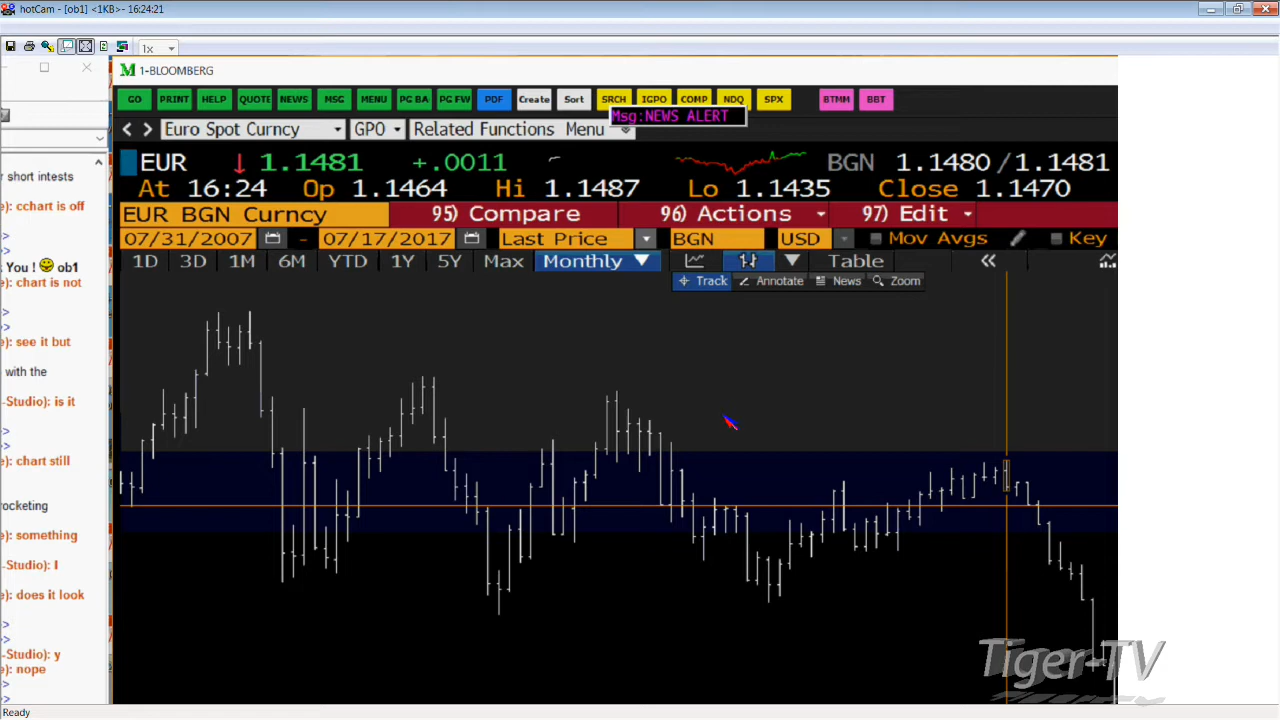 hotCam - [ob1] <1KB>- 16:24:21
1x
M 1-BLOOMBERG
GO PRINT HELP QUOTE NEWS MSG MENU PG BA PG FW PDF Create Sort SRCH IGPO COMP NDQ SPX BTMM BBT
Msg:NEWS ALERT
Euro Spot Curncy GPO Related Functions Menu
EUR 1.1481 +.0011 BGN 1.1480 /1.1481
At 16:24 Op 1.1464 Hi 1.1487 Lo 1.1435 Close 1.1470
EUR BGN Curncy 95) Compare 96) Actions 97) Edit
07/31/2007 - 07/17/2017 Last Price BGN USD Mov Avgs Key
1D 3D 1M 6M YTD 1Y 5Y Max Monthly Table «
Track Annotate News Zoom
r short intests
e): cchart is off
>
>
You ! ob1
e): chart is not
>
>
e): see it but
with the
-Studio): is it
>
>
e): chart still
rocketing
e): something
-Studio): I
e): does it look
>
>
-Studio): y
e): nope
>
>
Tiger-TV
Ready